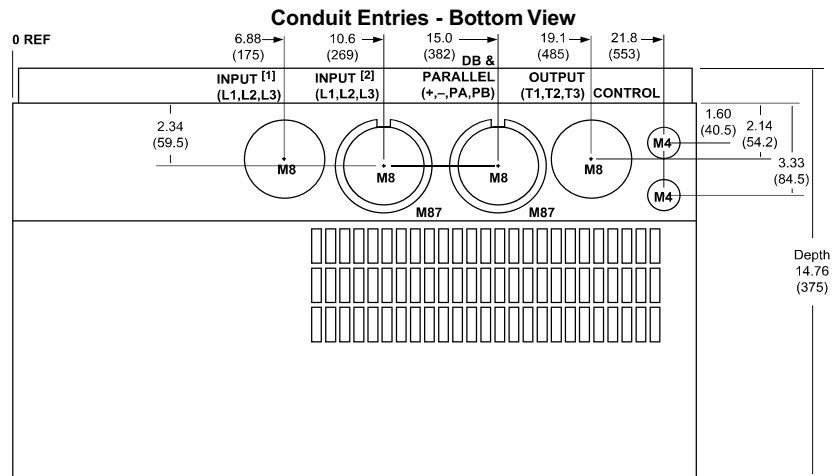 Conduit Entries - Bottom View
0 REF
6.88
(175)
10.6
(269)
15.0
(382)
19.1
(485)
21.8
(553)
INPUT [1]
(L1,L2,L3)
INPUT [2]
(L1,L2,L3)
DB &
PARALLEL
(+,–,PA,PB)
OUTPUT
(T1,T2,T3)
CONTROL
2.34
(59.5)
1.60
(40.5)
2.14
(54.2)
3.33
(84.5)
M8
M8
M8
M8
M4
M4
M87
M87
Depth
14.76
(375)